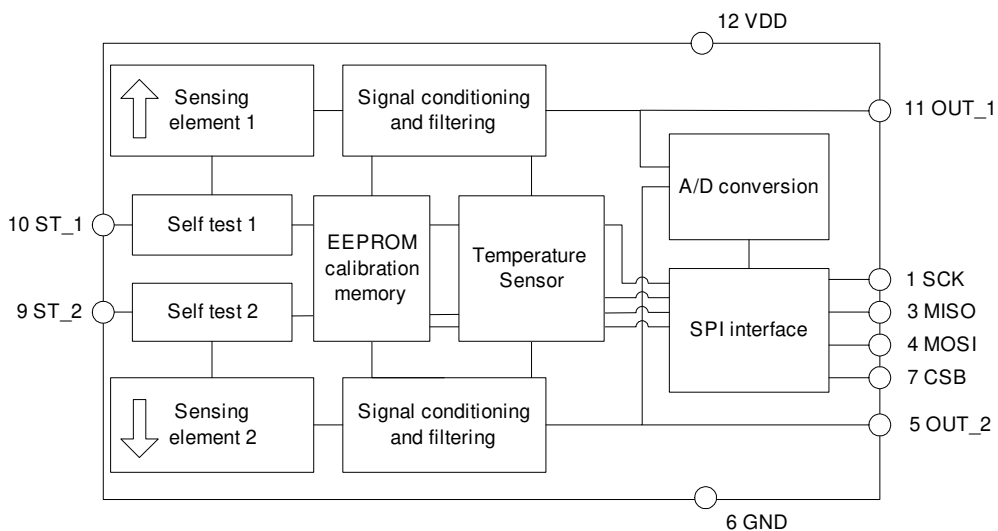 12 VDD
Sensing
element 1
Signal conditioning
and filtering
11 OUT_1
A/D conversion
10 ST_1
Self test 1
EEPROM
calibration
memory
Temperature
Sensor
9 ST_2
Self test 2
SPI interface
1 SCK
3 MISO
4 MOSI
7 CSB
Sensing
element 2
Signal conditioning
and filtering
5 OUT_2
6 GND